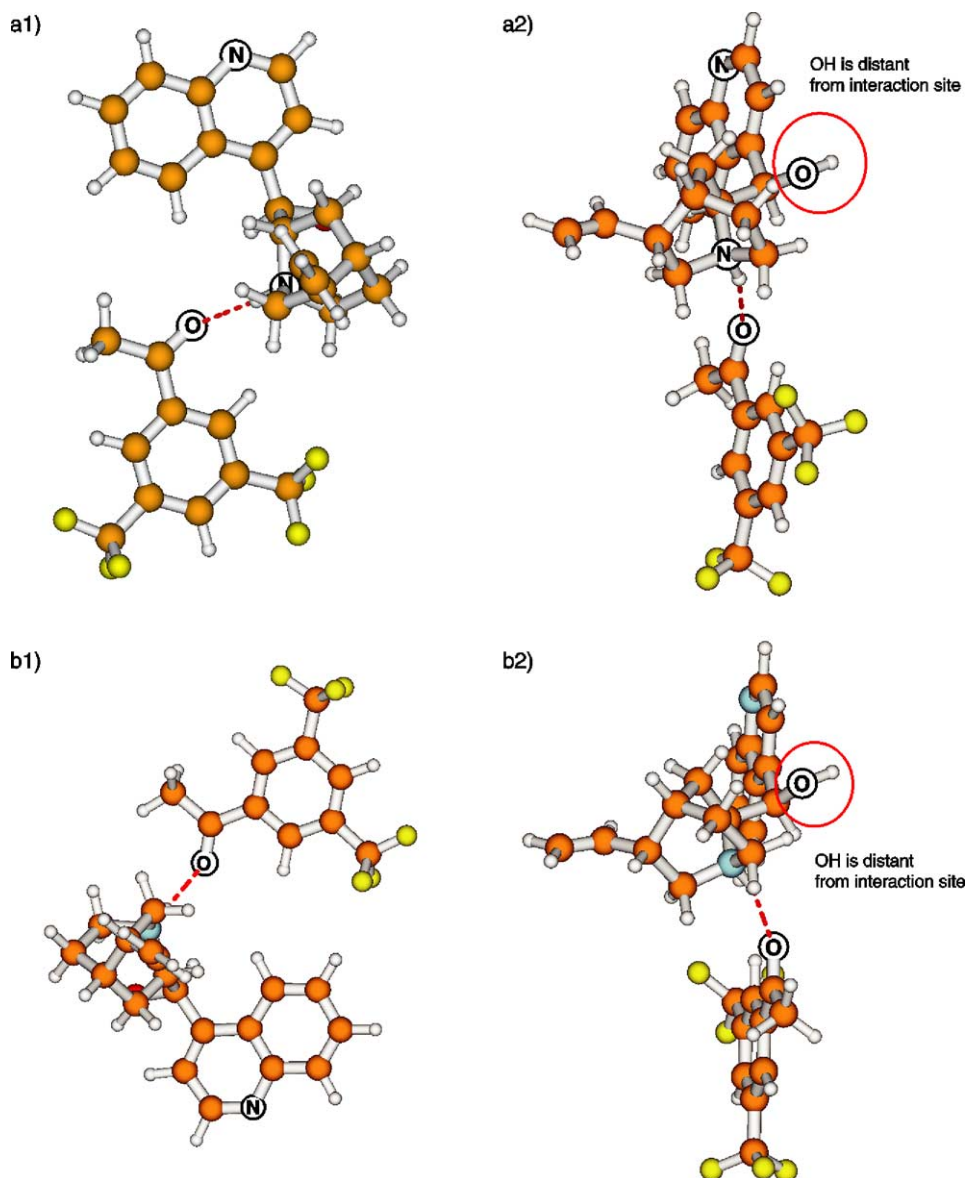 a1)
a2)
N
N
OH is distant
from interaction site
O
N
N
O
O
b1)
b2)
O
OH is distant
from interaction site
O
O
N